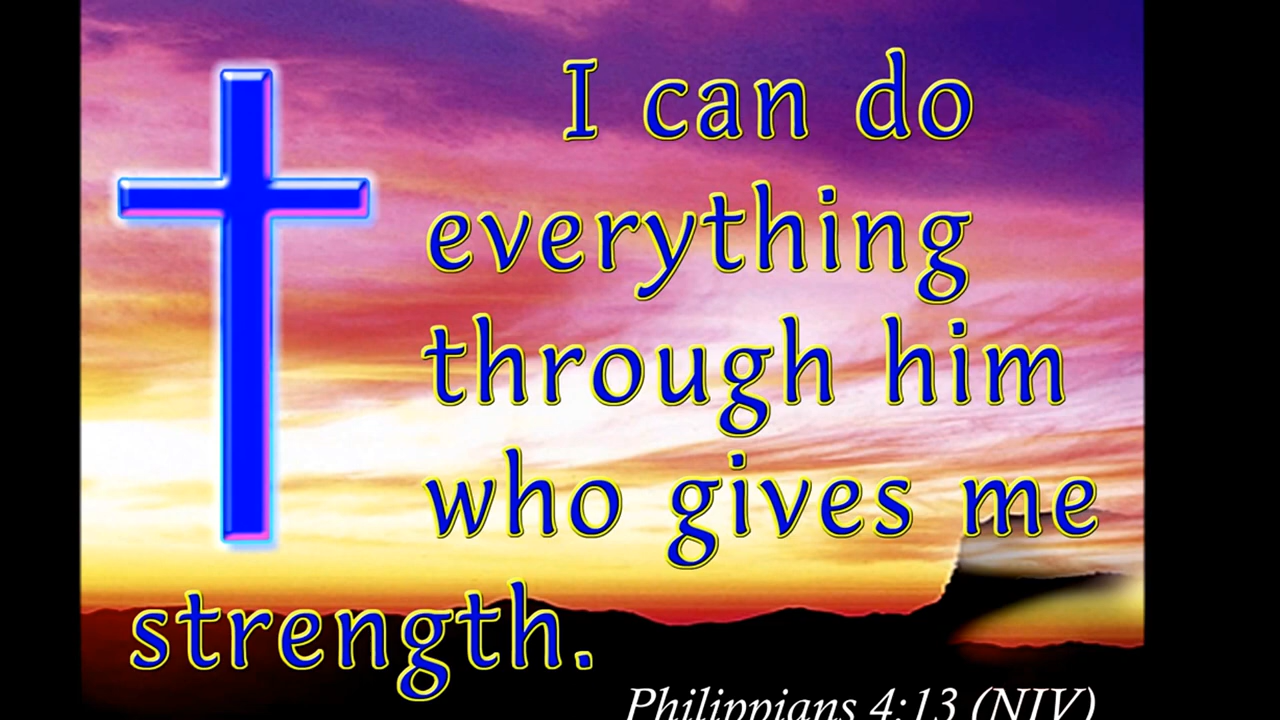 I can do
everything
through him
who gives me
strength.
Philippians 4:13 (NIV)